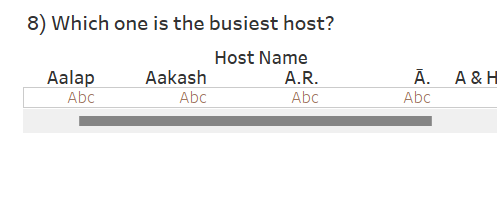 8) Which one is the busiest host?
Host Name
Aalap Aakash A.R. Ā. A & H
Abc Abc Abc Abc